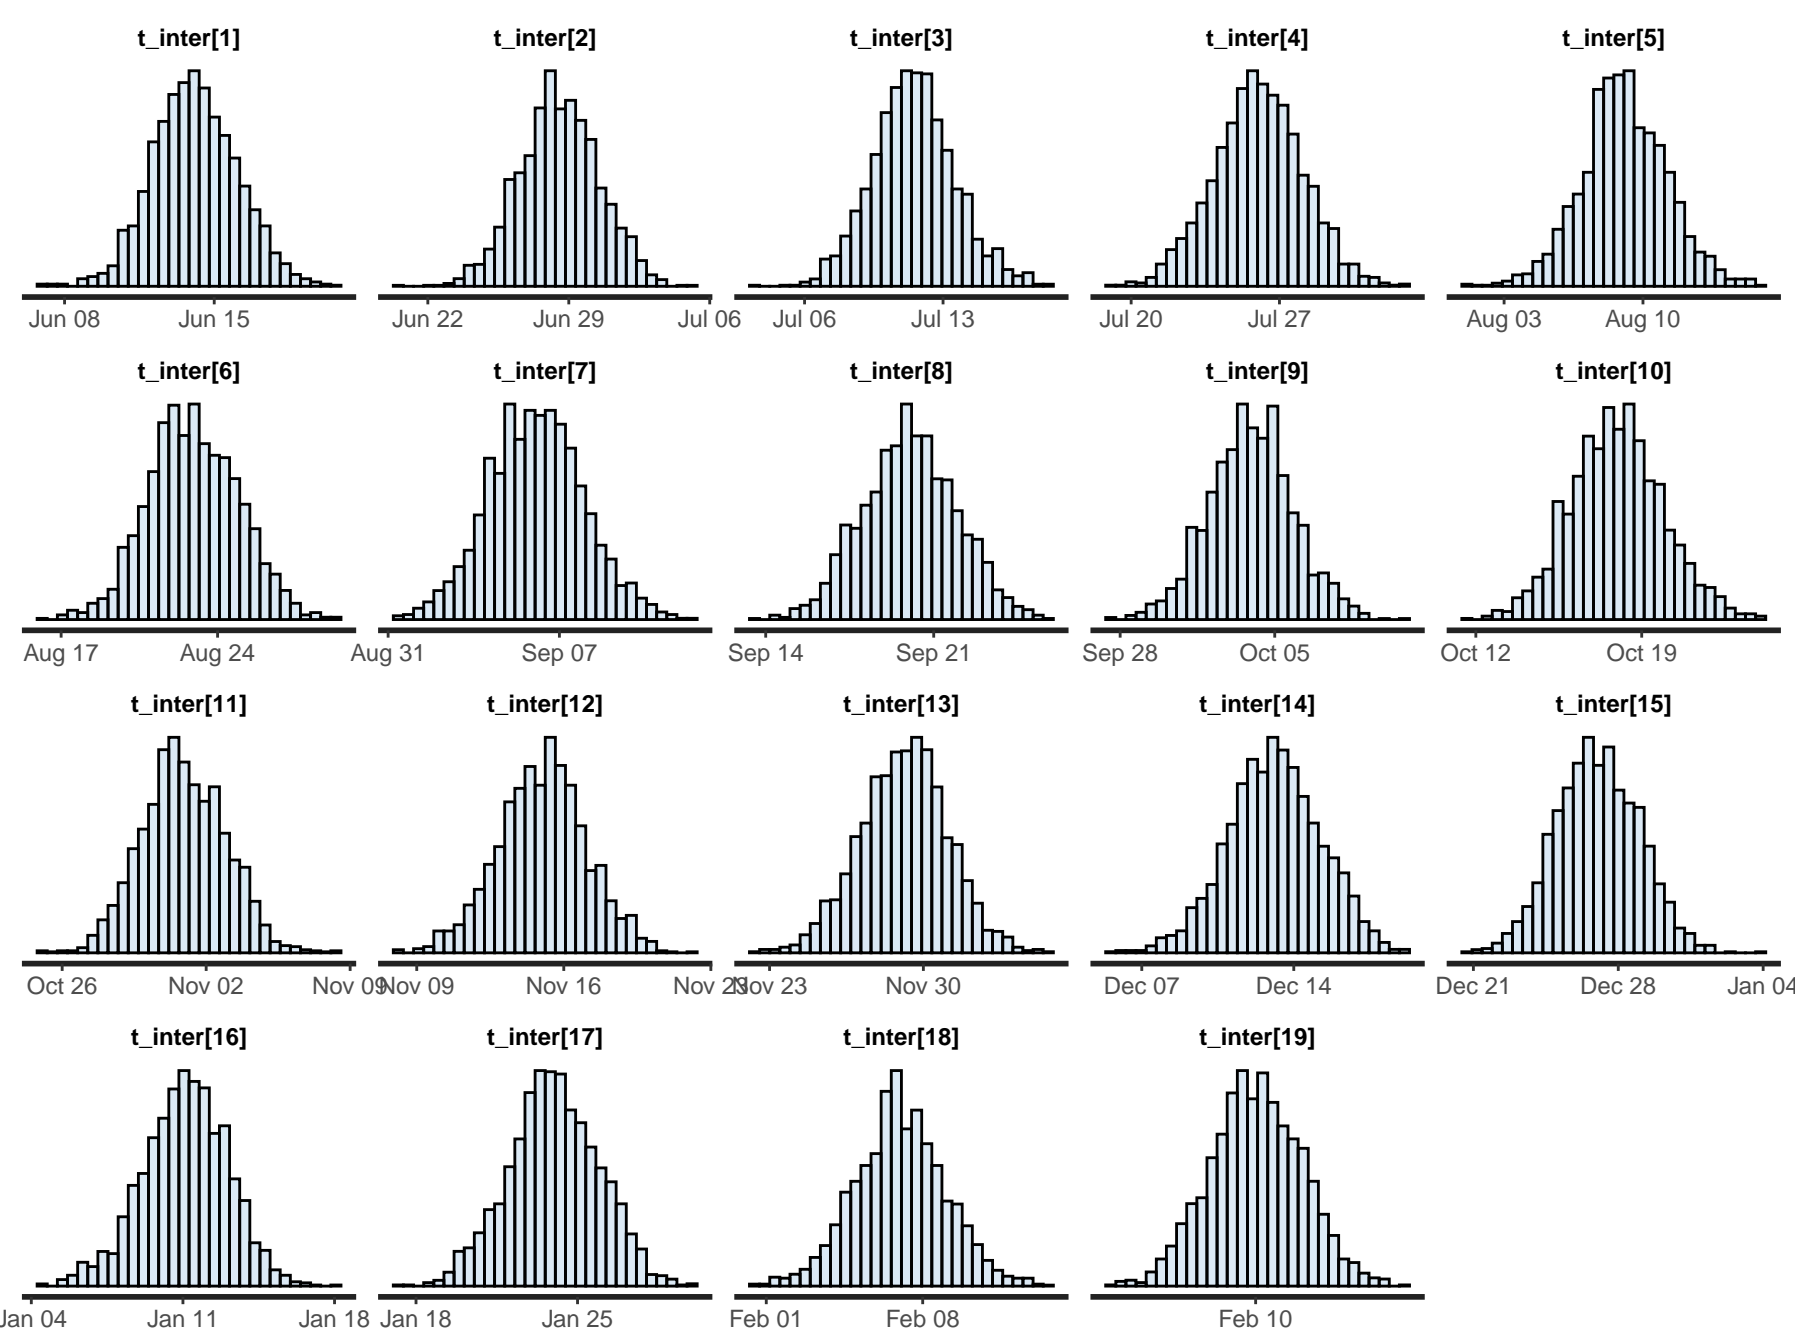 t_inter[1] t_inter[2] t_inter[3] t_inter[4] t_inter[5]
Jun 08 Jun 15 Jun 22 Jun 29 Jul 06 Jul 06 Jul 13 Jul 20 Jul 27 Aug 03 Aug 10
t_inter[6] t_inter[7] t_inter[8] t_inter[9] t_inter[10]
Aug 17 Aug 24 Aug 31 Sep 07 Sep 14 Sep 21 Sep 28 Oct 05 Oct 12 Oct 19
t_inter[11] t_inter[12] t_inter[13] t_inter[14] t_inter[15]
Oct 26 Nov 02 Nov 09 Nov 09 Nov 16 Nov 23 Nov 23 Nov 30 Dec 07 Dec 14 Dec 21 Dec 28 Jan 04
t_inter[16] t_inter[17] t_inter[18] t_inter[19]
Jan 04 Jan 11 Jan 18 Jan 18 Jan 25 Feb 01 Feb 08 Feb 10